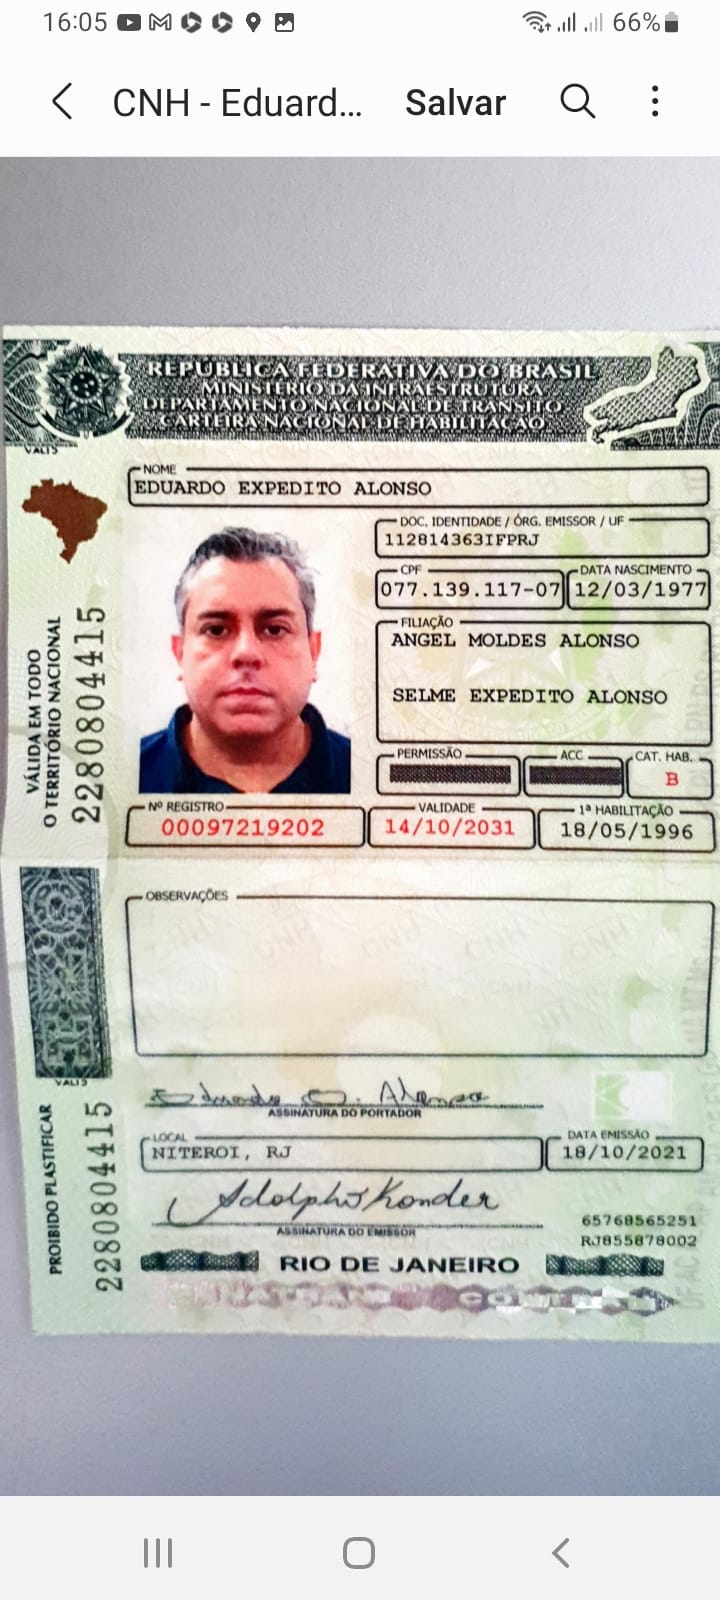 16:05
66%
CNH - Eduard... Salvar
REPÚBLICA FEDERATIVA DO BRASIL
MINISTÉRIO DA INFRAESTRUTURA
DEPARTAMENTO NACIONAL DE TRÂNSITO
CARTEIRA NACIONAL DE HABILITAÇÃO
NOME
EDUARDO EXPEDITO ALONSO
DOC. IDENTIDADE / ÓRG. EMISSOR / UF
112814363IFPRJ
CPF
DATA NASCIMENTO
077.139.117-07
12/03/1977
FILIAÇÃO
ANGEL MOLDES ALONSO
SELME EXPEDITO ALONSO
PERMISSÃO
ACC
CAT. HAB.
B
Nº REGISTRO
VALIDADE
1ª HABILITAÇÃO
00097219202
14/10/2031
18/05/1996
VÁLIDA EM TODO
O TERRITÓRIO NACIONAL
2280804415
OBSERVAÇÕES
Eduardo E. Alonso
ASSINATURA DO PORTADOR
LOCAL
DATA EMISSÃO
NITEROI, RJ
18/10/2021
Adolpho Konder
ASSINATURA DO EMISSOR
65768565251
RJ855878002
RIO DE JANEIRO
PROIBIDO PLASTIFICAR
2280804415